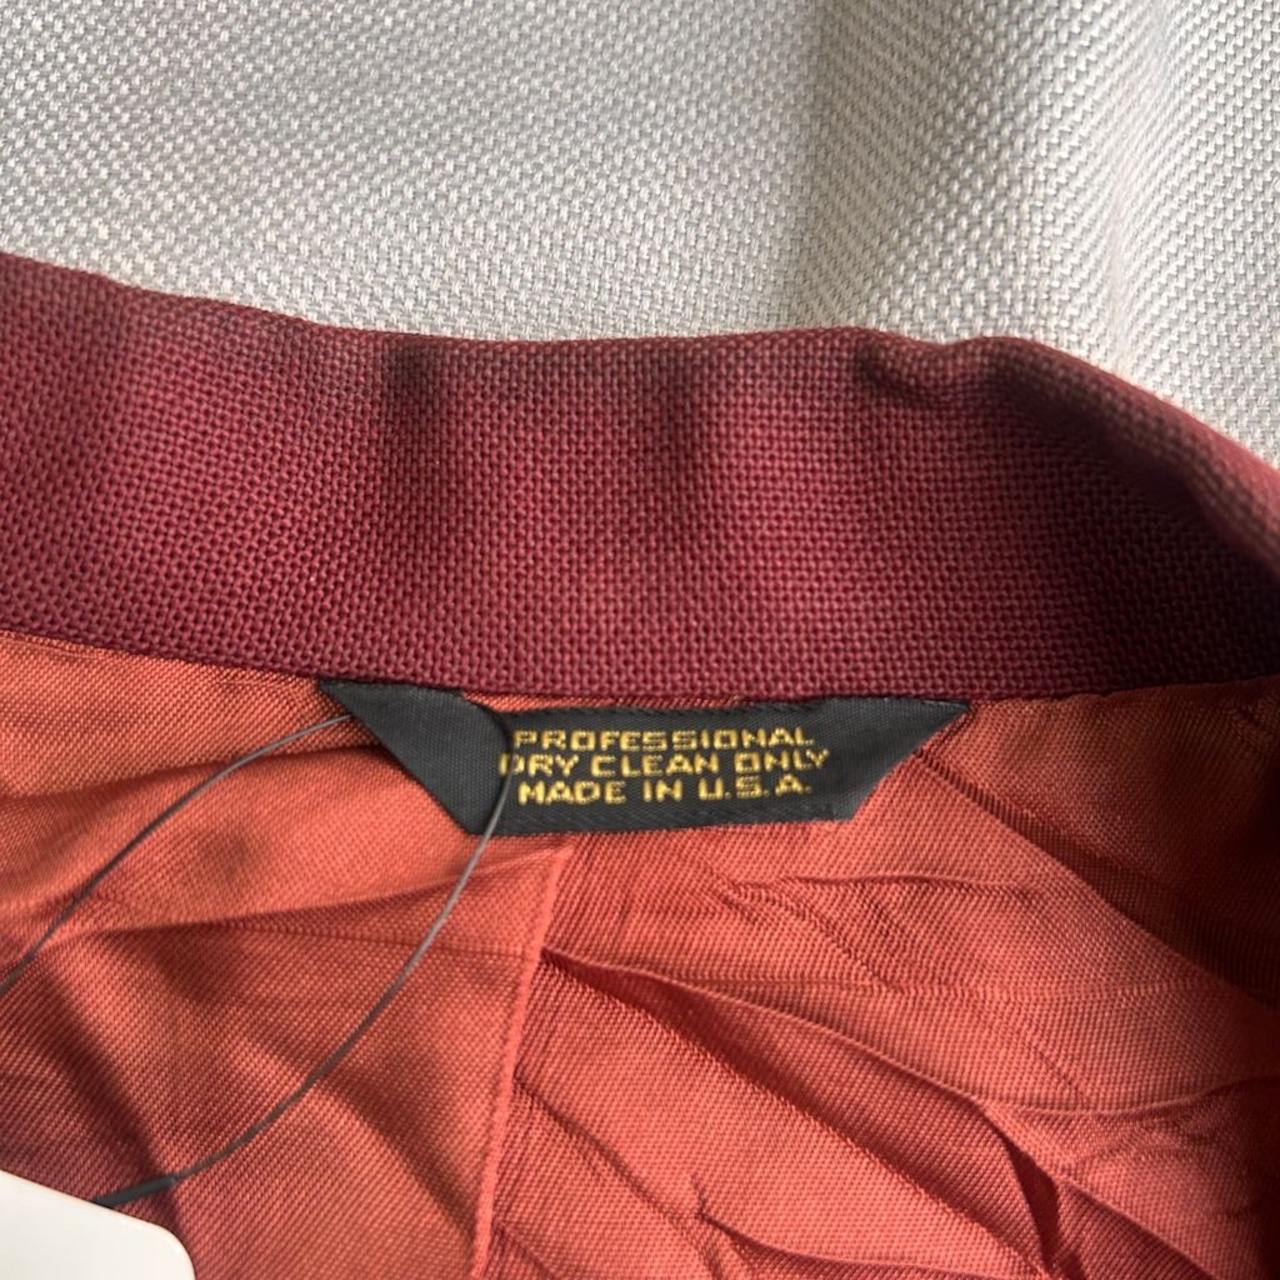 PROFESSIONAL
DRY CLEAN ONLY
MADE IN U.S.A.